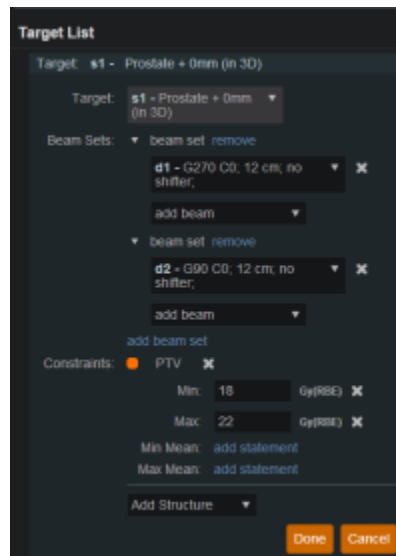 Target List
Target: s1 - Prostate + 0mm (in 3D)
Target: s1 - Prostate + 0mm
(in 3D)
Beam Sets: beam set remove
d1 - G270 C0; 12 cm; no
shifter;
add beam
beam set remove
d2 - G90 C0; 12 cm; no
shifter;
add beam
add beam set
Constraints: PTV
Min: 18 Gy(RBE)
Max: 22 Gy(RBE)
Min Mean: add statement
Max Mean: add statement
Add Structure
Done Cancel